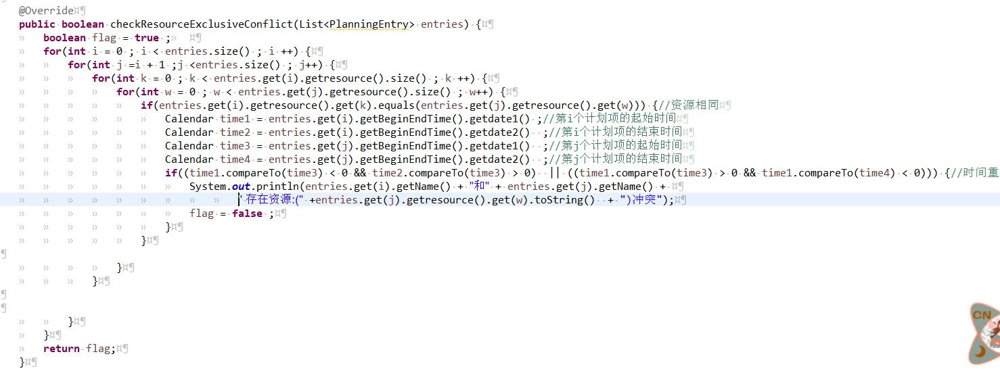 @Override
public boolean checkResourceExclusiveConflict(List<PlanningEntry> entries) {
boolean flag = true ;
for(int i = 0 ; i < entries.size() ; i ++) {
for(int j =i + 1 ;j <entries.size() ; j++) {
for(int k = 0 ; k < entries.get(i).getresource().size() ; k ++) {
for(int w = 0 ; w < entries.get(j).getresource().size() ; w++) {
if(entries.get(i).getresource().get(k).equals(entries.get(j).getresource().get(w))) {//资源相同
Calendar time1 = entries.get(i).getBeginEndTime().getdate1() ;//第i个计划项的起始时间
Calendar time2 = entries.get(i).getBeginEndTime().getdate2()  ;//第i个计划项的结束时间
Calendar time3 = entries.get(j).getBeginEndTime().getdate1()  ;//第j个计划项的起始时间
Calendar time4 = entries.get(j).getBeginEndTime().getdate2()  ;//第j个计划项的结束时间
if((time1.compareTo(time3) < 0 && time2.compareTo(time3) > 0)  || ((time1.compareTo(time3) > 0 && time1.compareTo(time4) < 0))) {//时间重
System.out.println(entries.get(i).getName() + "和" + entries.get(j).getName() +
" 存在资源:(" +entries.get(j).getresource().get(w).toString()  + ")冲突");
flag = false ;
}
}
}
}
}
}
return flag;
}
CN